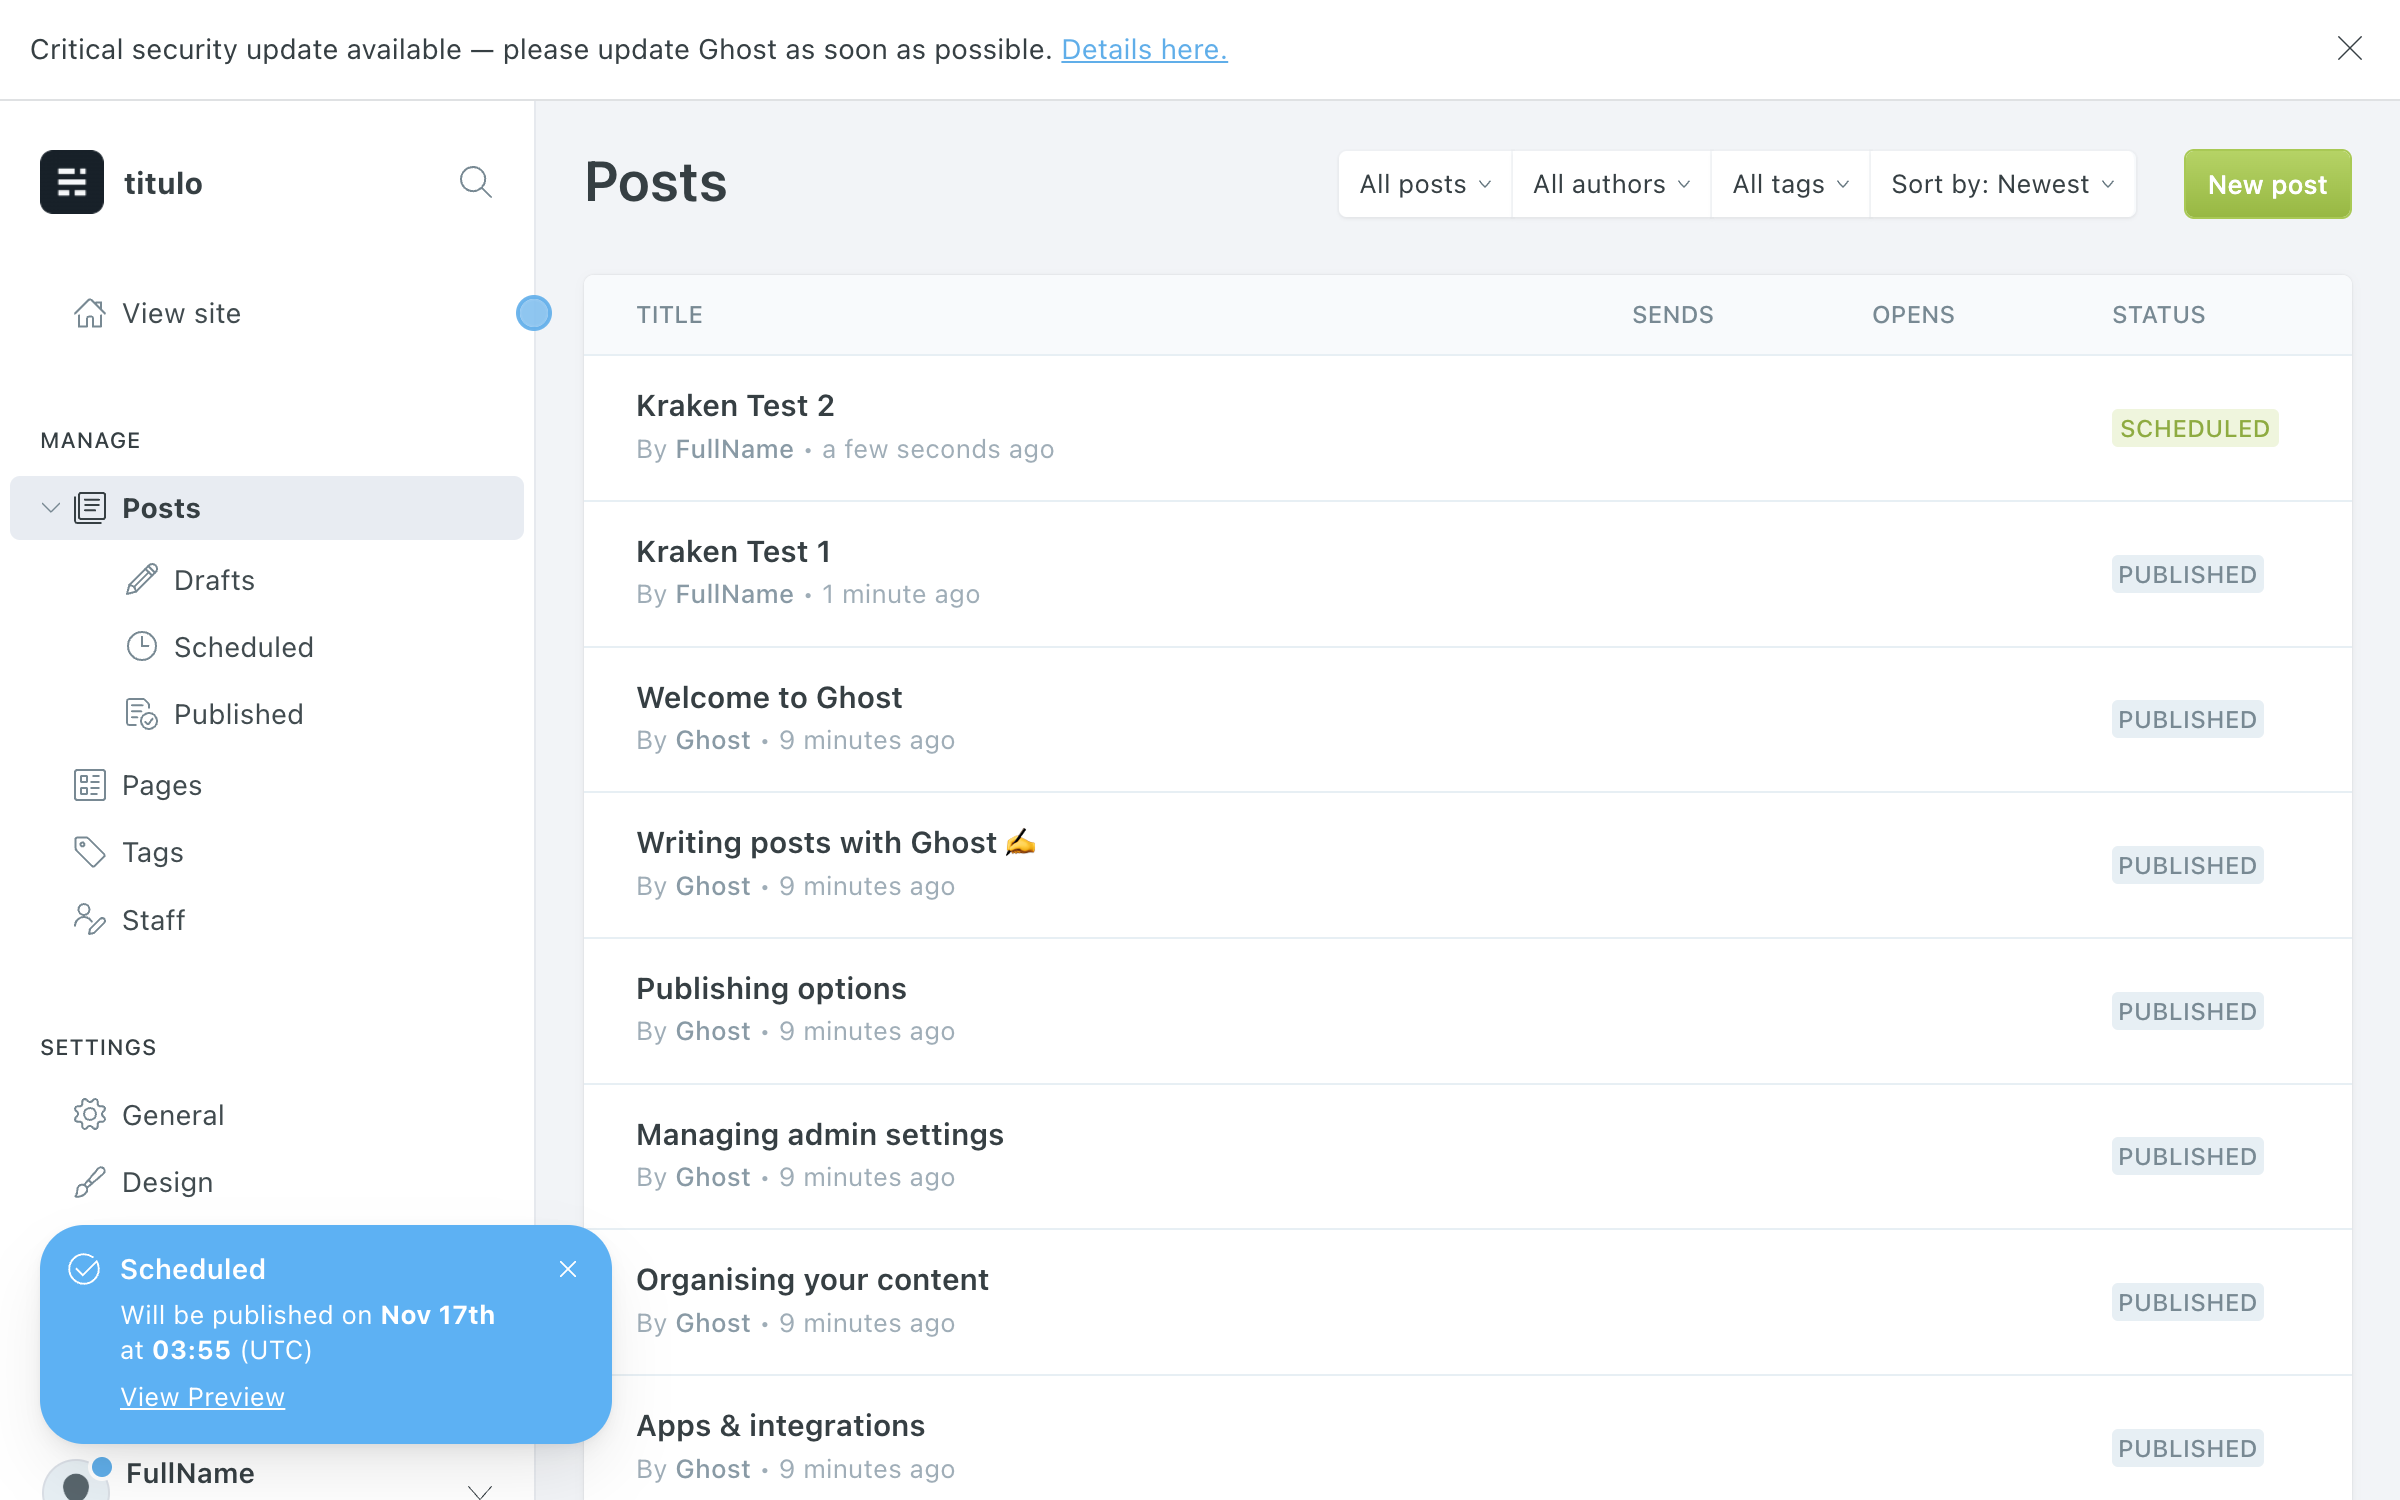 Critical security update available — please update Ghost as soon as possible. Details here.
titulo
View site
MANAGE
Posts
Drafts
Scheduled
Published
Pages
Tags
Staff
SETTINGS
General
Design
Scheduled
Will be published on Nov 17th
at 03:55 (UTC)
View Preview
FullName
Posts
All posts All authors All tags Sort by: Newest New post
TITLE SENDS OPENS STATUS
Kraken Test 2
By FullName • a few seconds ago
SCHEDULED
Kraken Test 1
By FullName • 1 minute ago
PUBLISHED
Welcome to Ghost
By Ghost • 9 minutes ago
PUBLISHED
Writing posts with Ghost ✍️
By Ghost • 9 minutes ago
PUBLISHED
Publishing options
By Ghost • 9 minutes ago
PUBLISHED
Managing admin settings
By Ghost • 9 minutes ago
PUBLISHED
Organising your content
By Ghost • 9 minutes ago
PUBLISHED
Apps & integrations
By Ghost • 9 minutes ago
PUBLISHED